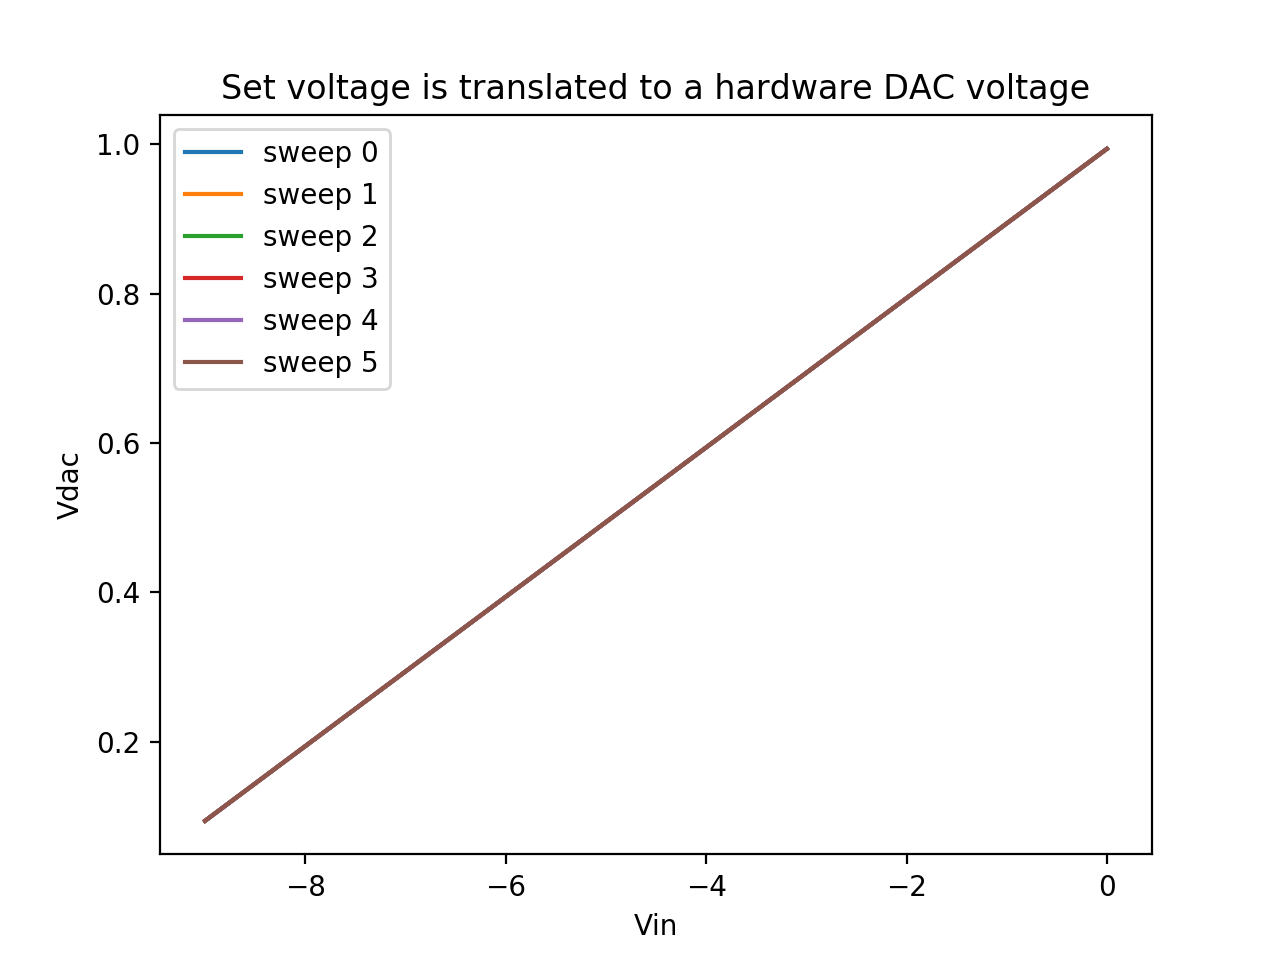 Set voltage is translated to a hardware DAC voltage
1.0
0.8
0.6
0.4
0.2
Vdac
sweep 0
sweep 1
sweep 2
sweep 3
sweep 4
sweep 5
−8
−6
−4
−2
0
Vin